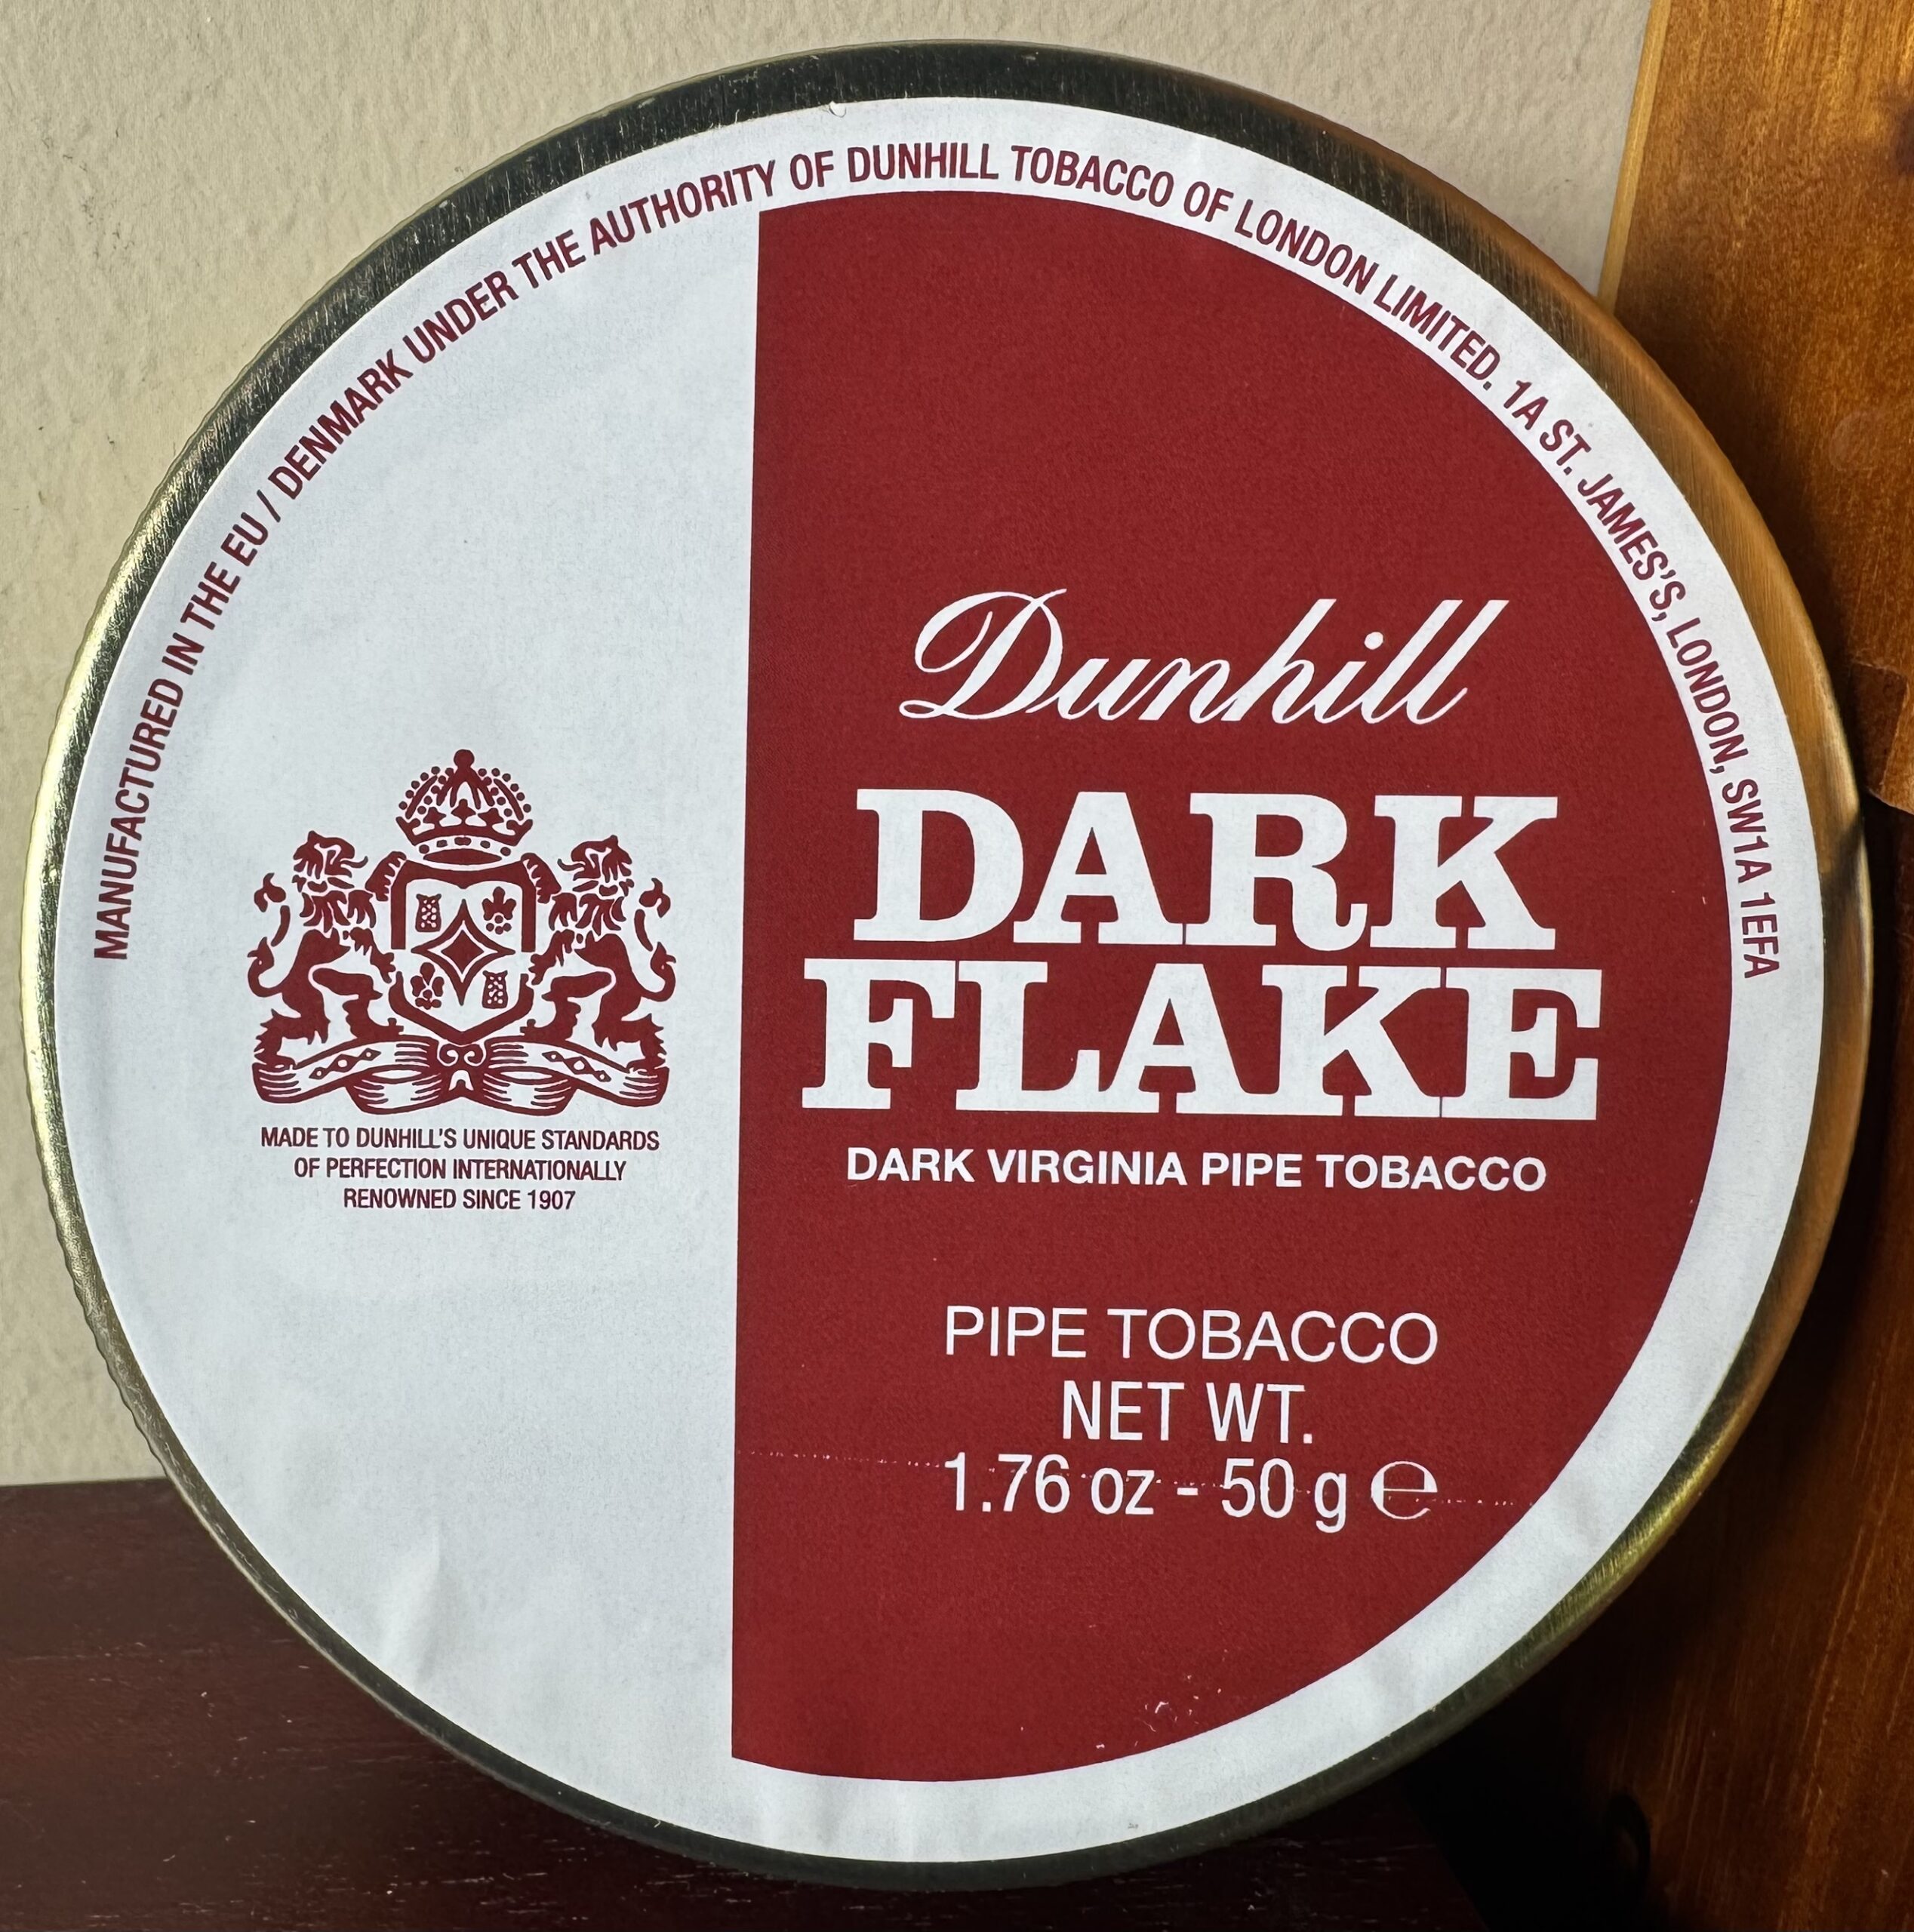 MANUFACTURED IN THE EU / DENMARK UNDER THE AUTHORITY OF DUNHILL TOBACCO OF LONDON LIMITED. 1A ST. JAMES'S, LONDON, SW1A 1EFA
Dunhill
DARK
FLAKE
DARK VIRGINIA PIPE TOBACCO
MADE TO DUNHILL'S UNIQUE STANDARDS
OF PERFECTION INTERNATIONALLY
RENOWNED SINCE 1907
PIPE TOBACCO
NET WT.
1.76 oz - 50 g ℮